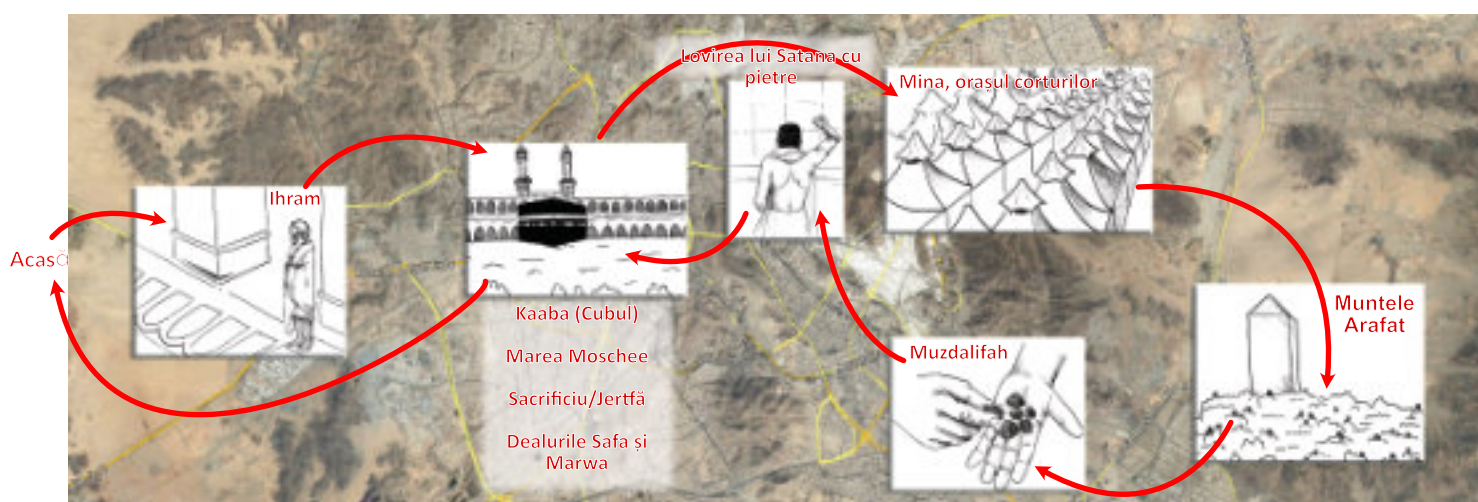 Lovirea lui Satana cu
pietre
Mina, orașul corturilor
Ihram
Acasă
Kaaba (Cubul)
Marea Moschee
Sacrificiu/Jertfă
Dealurile Safa și
Marwa
Muzdalifah
Muntele
Arafat